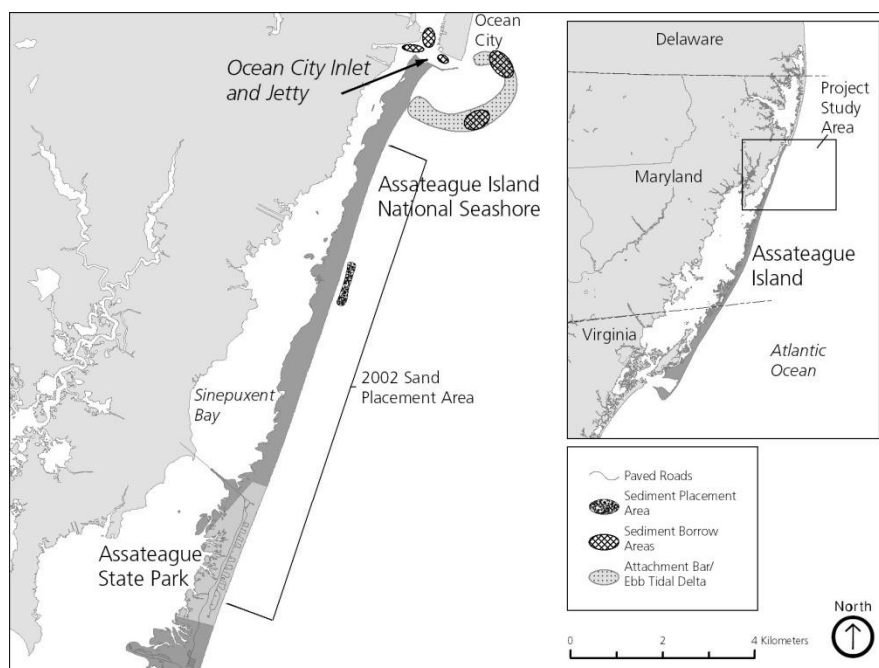 Ocean
City
Ocean City Inlet
and Jetty
Assateague Island
National Seashore
2002 Sand
Placement Area
Sinepuxent
Bay
Assateague
State Park
Delaware
Project
Study
Area
Maryland
Assateague
Island
Virginia
Atlantic
Ocean
Paved Roads
Sediment Placement
Area
Sediment Borrow
Areas
Attachment Bar/
Ebb Tidal Delta
North
0 2 4 Kilometers